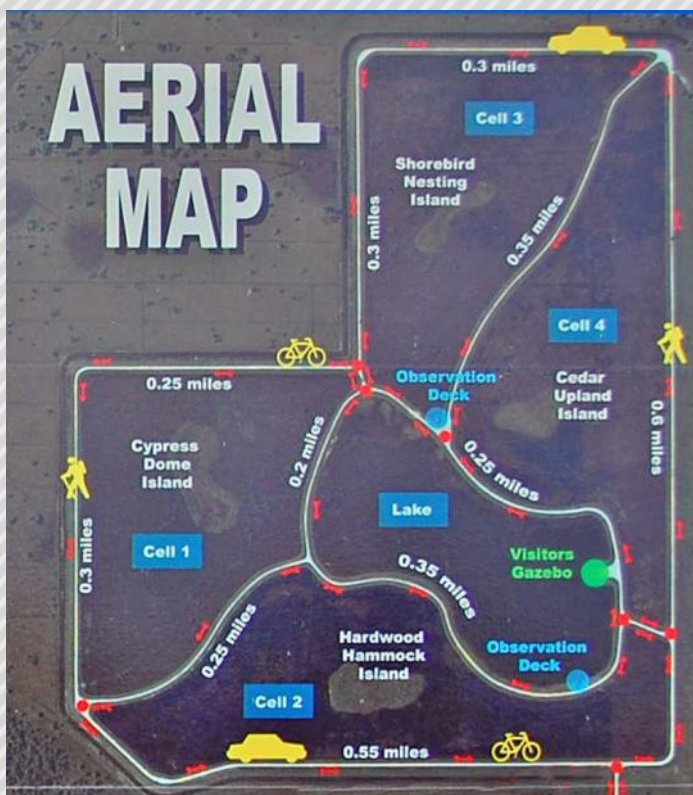 AERIAL
MAP
0.3 miles
Cell 3
Shorebird
Nesting
Island
0.3 miles
0.35 miles
Cell 4
Cedar
Upland
Island
0.6 miles
0.25 miles
Observation
Deck
Cypress
Dome
Island
0.2 miles
0.25 miles
Lake
Cell 1
0.3 miles
0.35 miles
Visitors
Gazebo
0.25 miles
Hardwood
Hammock
Island
Observation
Deck
Cell 2
0.55 miles